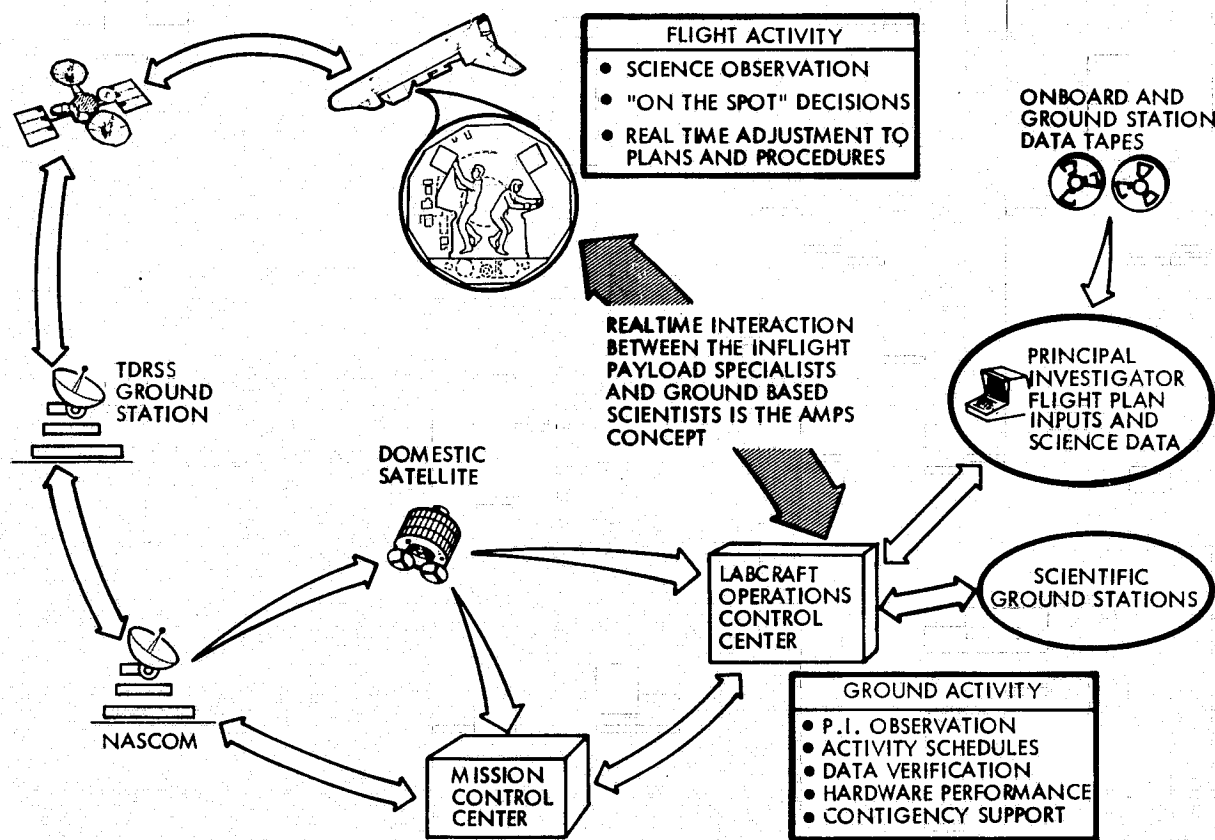 FLIGHT ACTIVITY
• SCIENCE OBSERVATION
• "ON THE SPOT" DECISIONS
• REAL TIME ADJUSTMENT TO
PLANS AND PROCEDURES
ONBOARD AND
GROUND STATION
DATA TAPES
REALTIME INTERACTION
BETWEEN THE INFLIGHT
PAYLOAD SPECIALISTS
AND GROUND BASED
SCIENTISTS IS THE AMPS
CONCEPT
PRINCIPAL
INVESTIGATOR
FLIGHT PLAN
INPUTS AND
SCIENCE DATA
TDRSS
GROUND
STATION
DOMESTIC
SATELLITE
LABCRAFT
OPERATIONS
CONTROL
CENTER
SCIENTIFIC
GROUND STATIONS
NASCOM
MISSION
CONTROL
CENTER
GROUND ACTIVITY
• P.I. OBSERVATION
• ACTIVITY SCHEDULES
• DATA VERIFICATION
• HARDWARE PERFORMANCE
• CONTIGENCY SUPPORT